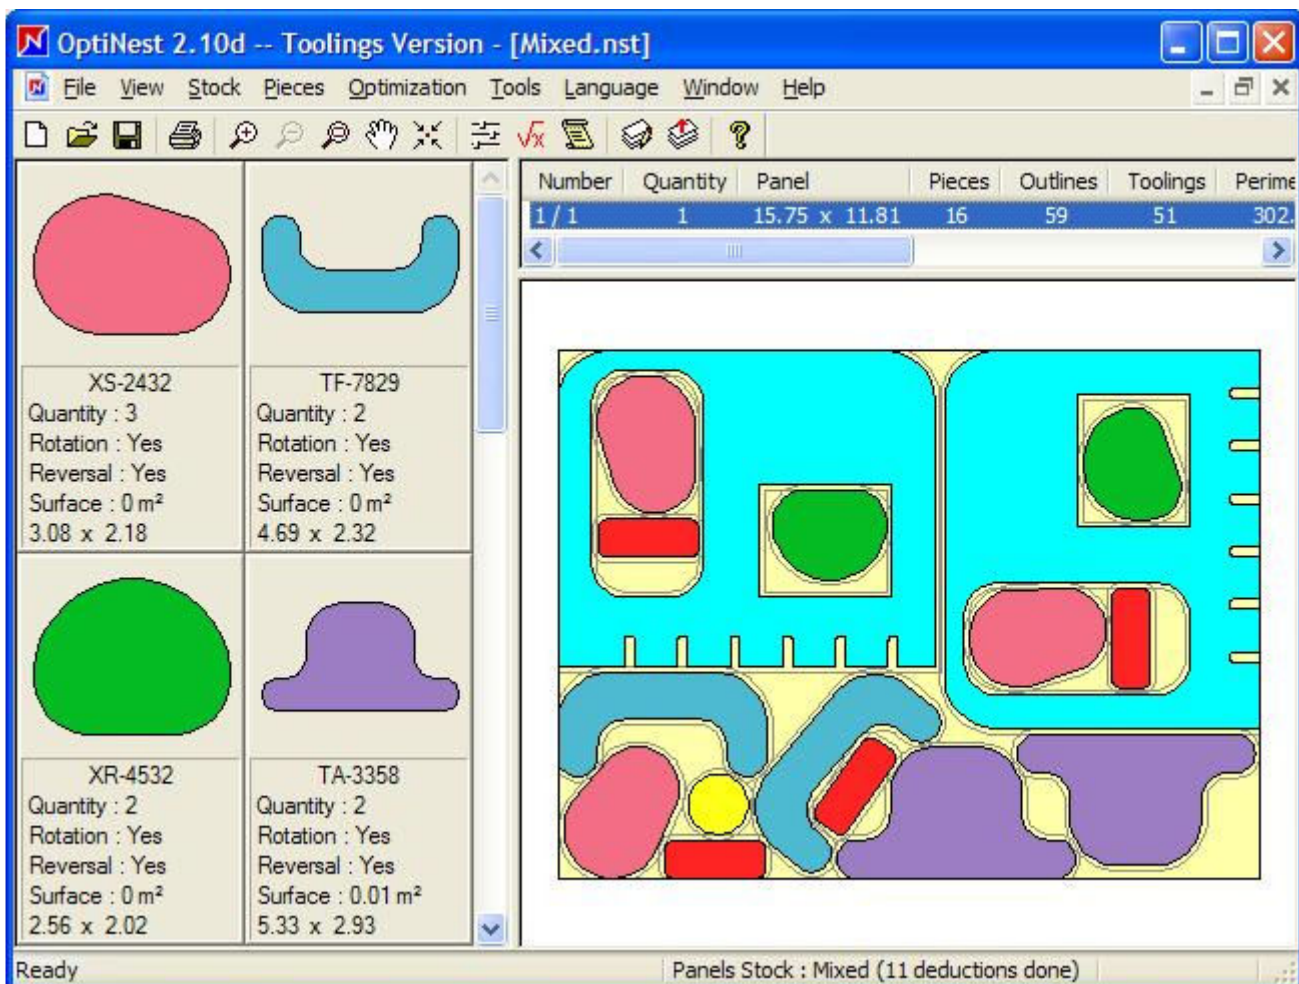 OptiNest 2.10d -- Toolings Version - [Mixed.nst]
File View Stock Pieces Optimization Tools Language Window Help
Number Quantity Panel Pieces Outlines Toolings Perime
1 / 1 1 15.75 x 11.81 16 59 51 302.
XS-2432
Quantity : 3
Rotation : Yes
Reversal : Yes
Surface : 0 m²
3.08 x 2.18
TF-7829
Quantity : 2
Rotation : Yes
Reversal : Yes
Surface : 0 m²
4.69 x 2.32
XR-4532
Quantity : 2
Rotation : Yes
Reversal : Yes
Surface : 0 m²
2.56 x 2.02
TA-3358
Quantity : 2
Rotation : Yes
Reversal : Yes
Surface : 0.01 m²
5.33 x 2.93
Ready
Panels Stock : Mixed (11 deductions done)